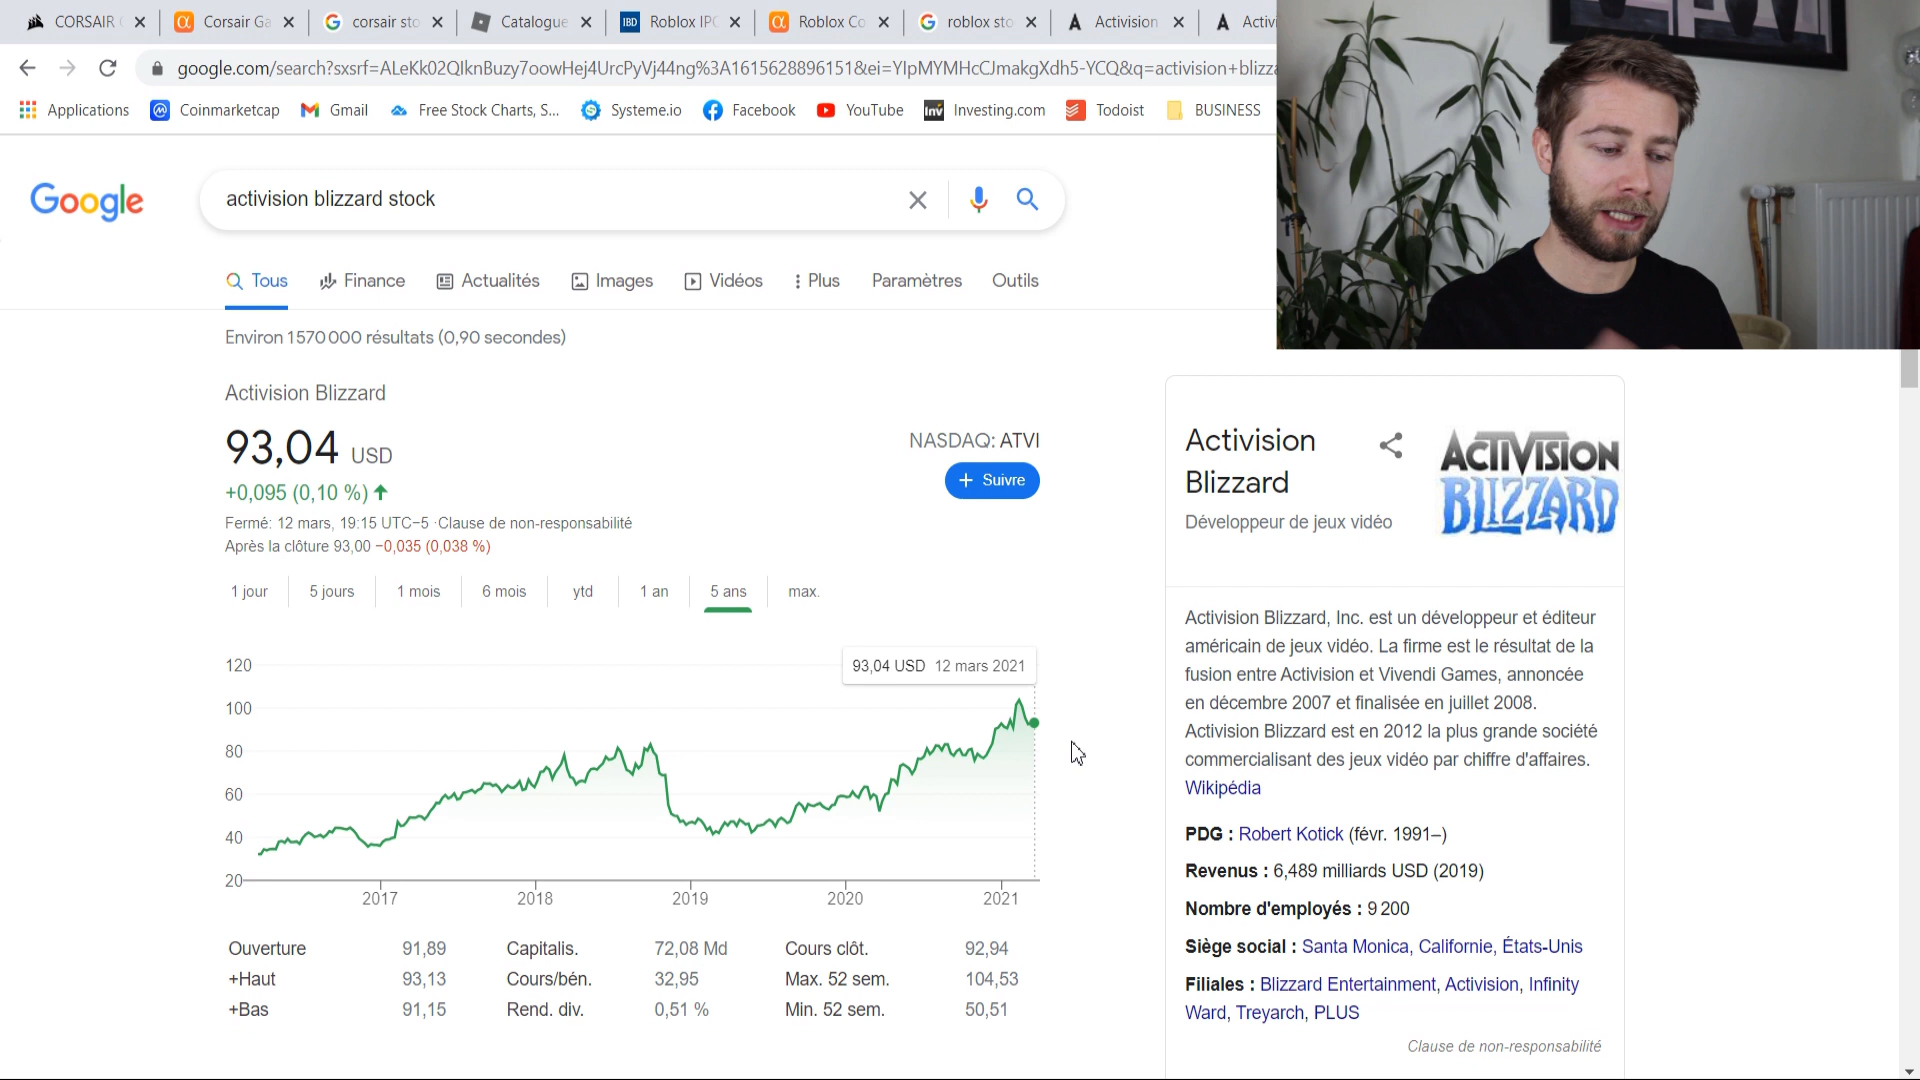 CORSAIR
Corsair Ga
corsair sto
Catalogue
IBD
Roblox IPO
Roblox Co
roblox sto
Activision
Activi
google.com/search?sxsrf=ALeKk02QIknBuzy7oowHej4UrcPyVj44ng%3A1615628896151&ei=YIpMYMHcCJmakgXdh5-YCQ&q=activision+blizza
Applications
Coinmarketcap
Gmail
Free Stock Charts, S...
Systeme.io
Facebook
YouTube
Inv
Investing.com
Todoist
BUSINESS
Google
activision blizzard stock
Tous
Finance
Actualités
Images
Vidéos
Plus
Paramètres
Outils
Environ 1 570 000 résultats (0,90 secondes)
Activision Blizzard
93,04 USD
NASDAQ: ATVI
+0,095 (0,10 %)
+ Suivre
Fermé: 12 mars, 19:15 UTC−5 · Clause de non-responsabilité
Après la clôture 93,00 −0,035 (0,038 %)
1 jour
5 jours
1 mois
6 mois
ytd
1 an
5 ans
max.
93,04 USD 12 mars 2021
120
100
80
60
40
20
2017
2018
2019
2020
2021
Ouverture 91,89 Capitalis. 72,08 Md Cours clôt. 92,94
+Haut 93,13 Cours/bén. 32,95 Max. 52 sem. 104,53
+Bas 91,15 Rend. div. 0,51 % Min. 52 sem. 50,51
Activision
Blizzard
Développeur de jeux vidéo
ACTIVISION
BLIZZARD
Activision Blizzard, Inc. est un développeur et éditeur
américain de jeux vidéo. La firme est le résultat de la
fusion entre Activision et Vivendi Games, annoncée
en décembre 2007 et finalisée en juillet 2008.
Activision Blizzard est en 2012 la plus grande société
commercialisant des jeux vidéo par chiffre d'affaires.
Wikipédia
PDG : Robert Kotick (févr. 1991–)
Revenus : 6,489 milliards USD (2019)
Nombre d'employés : 9 200
Siège social : Santa Monica, Californie, États-Unis
Filiales : Blizzard Entertainment, Activision, Infinity
Ward, Treyarch, PLUS
Clause de non-responsabilité